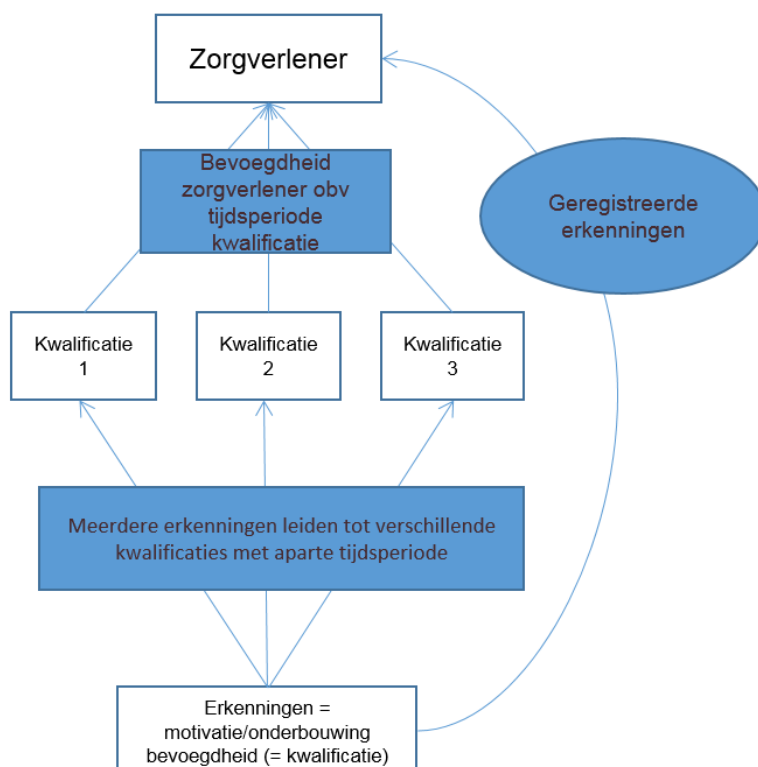 Zorgverlener
Bevoegdheid
zorgverlener obv
tijdsperiode
kwalificatie
Geregistreerde
erkenningen
Kwalificatie
1
Kwalificatie
2
Kwalificatie
3
Meerdere erkenningen leiden tot verschillende
kwalificaties met aparte tijdsperiode
Erkenningen =
motivatie/onderbouwing
bevoegdheid (= kwalificatie)